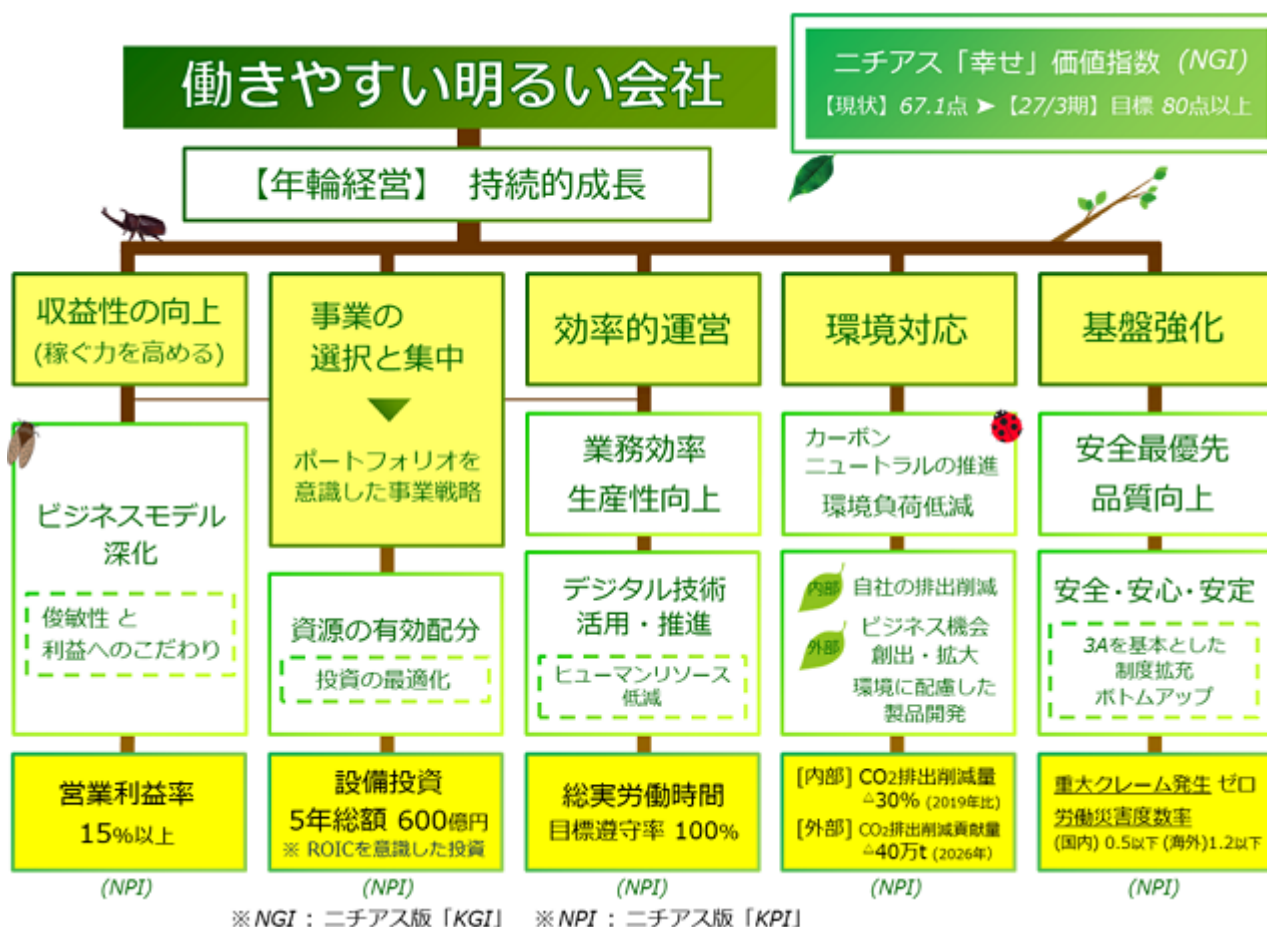 働きやすい明るい会社
ニチアス「幸せ」価値指数 (NGI)
【現状】67.1点 ➤ 【27/3期】目標 80点以上
【年輪経営】 持続的成長
収益性の向上
(稼ぐ力を高める)
ビジネスモデル
深化
俊敏性 と
利益へのこだわり
営業利益率
15%以上
(NPI)
事業の
選択と集中
ポートフォリオを
意識した事業戦略
資源の有効配分
投資の最適化
設備投資
5年総額 600億円
※ ROICを意識した投資
(NPI)
効率的運営
業務効率
生産性向上
デジタル技術
活用・推進
ヒューマンリソース
低減
総実労働時間
目標遵守率 100%
(NPI)
環境対応
カーボン
ニュートラルの推進
環境負荷低減
内部 自社の排出削減
外部 ビジネス機会
創出・拡大
環境に配慮した
製品開発
[内部] CO2排出削減量
△30% (2019年比)
[外部] CO2排出削減貢献量
△40万t (2026年)
(NPI)
基盤強化
安全最優先
品質向上
安全・安心・安定
3Aを基本とした
制度拡充
ボトムアップ
重大クレーム発生 ゼロ
労働災害度数率
(国内) 0.5以下 (海外)1.2以下
(NPI)
※NGI : ニチアス版「KGI」 ※NPI : ニチアス版「KPI」